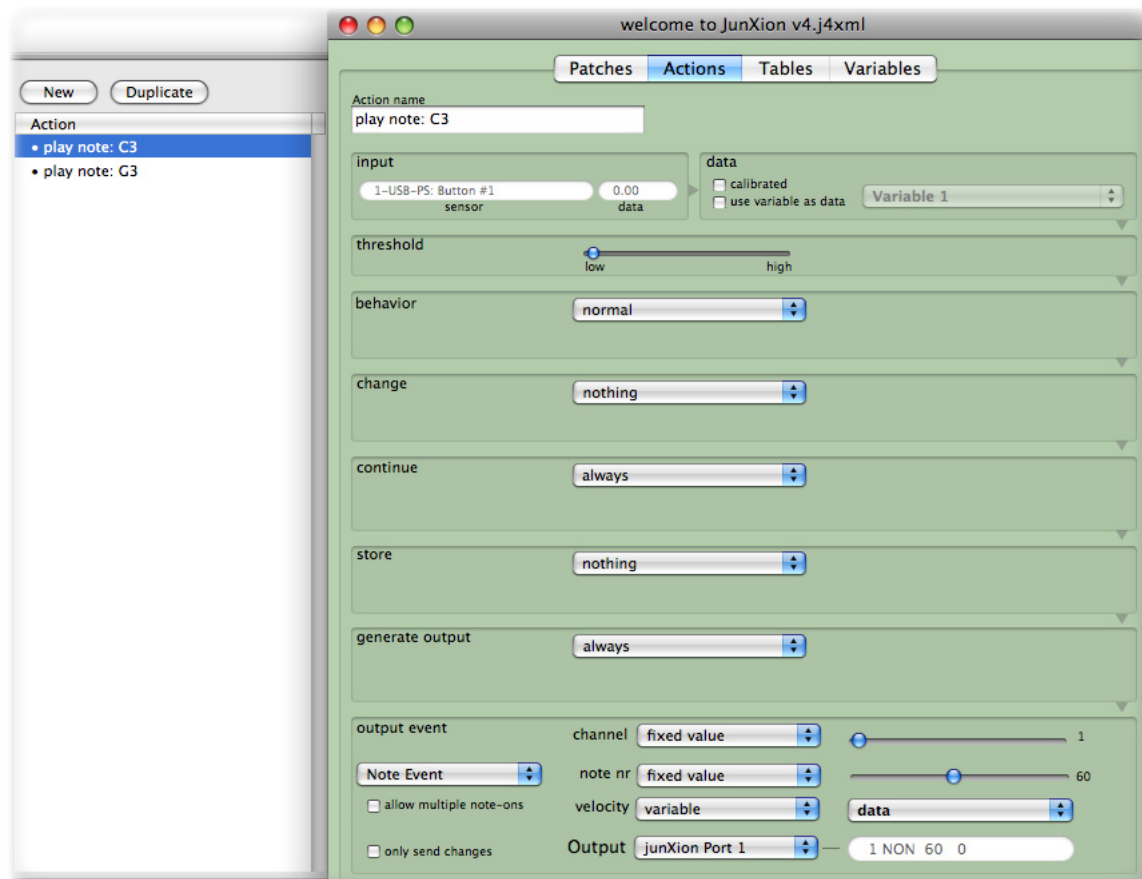 welcome to JunXion v4.j4xml
Patches Actions Tables Variables
New Duplicate
Action
• play note: C3
• play note: G3
Action name
play note: C3
input
1-USB-PS: Button #1 0.00
sensor data
data
calibrated
use variable as data
Variable 1
threshold
low high
behavior
normal
change
nothing
continue
always
store
nothing
generate output
always
output event
channel fixed value 1
Note Event
note nr fixed value 60
allow multiple note-ons
velocity variable data
only send changes
Output junXion Port 1 1 NON 60 0